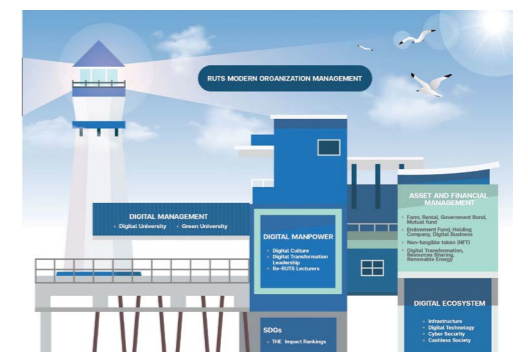 RUTS MODERN ORGANIZATION MANAGEMENT
DIGITAL MANAGEMENT
• Digital University • Green University
DIGITAL MANPOWER
• Digital Culture
• Digital Transformation
Leadership
• Re-RUTS Lecturers
SDGs
• THE Impact Rankings
ASSET AND FINANCIAL
MANAGEMENT
• Farm, Rental, Government Bond,
Mutual fund
• Endowment Fund, Holding
Company, Digital Business
• Non-fungible token (NFT)
• Digital Transformation,
Resources Sharing,
Renewable Energy
DIGITAL ECOSYSTEM
• Infrastructure
• Digital Technology
• Cyber Security
• Cashless Society